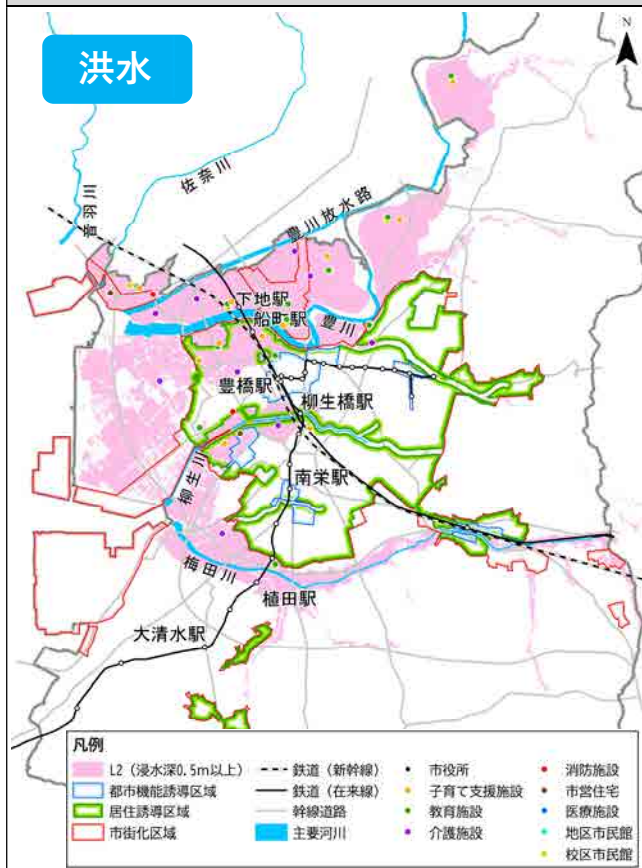 洪水
N
佐奈川
音羽川
豊川放水路
下地駅
船町駅
豊川
豊橋駅
柳生橋駅
柳生川
南栄駅
梅田川
植田駅
大清水駅
凡例
L2（浸水深0.5m以上）
都市機能誘導区域
居住誘導区域
市街化区域
鉄道（新幹線）
鉄道（在来線）
幹線道路
主要河川
市役所
子育て支援施設
教育施設
介護施設
消防施設
市営住宅
医療施設
地区市民館
校区市民館